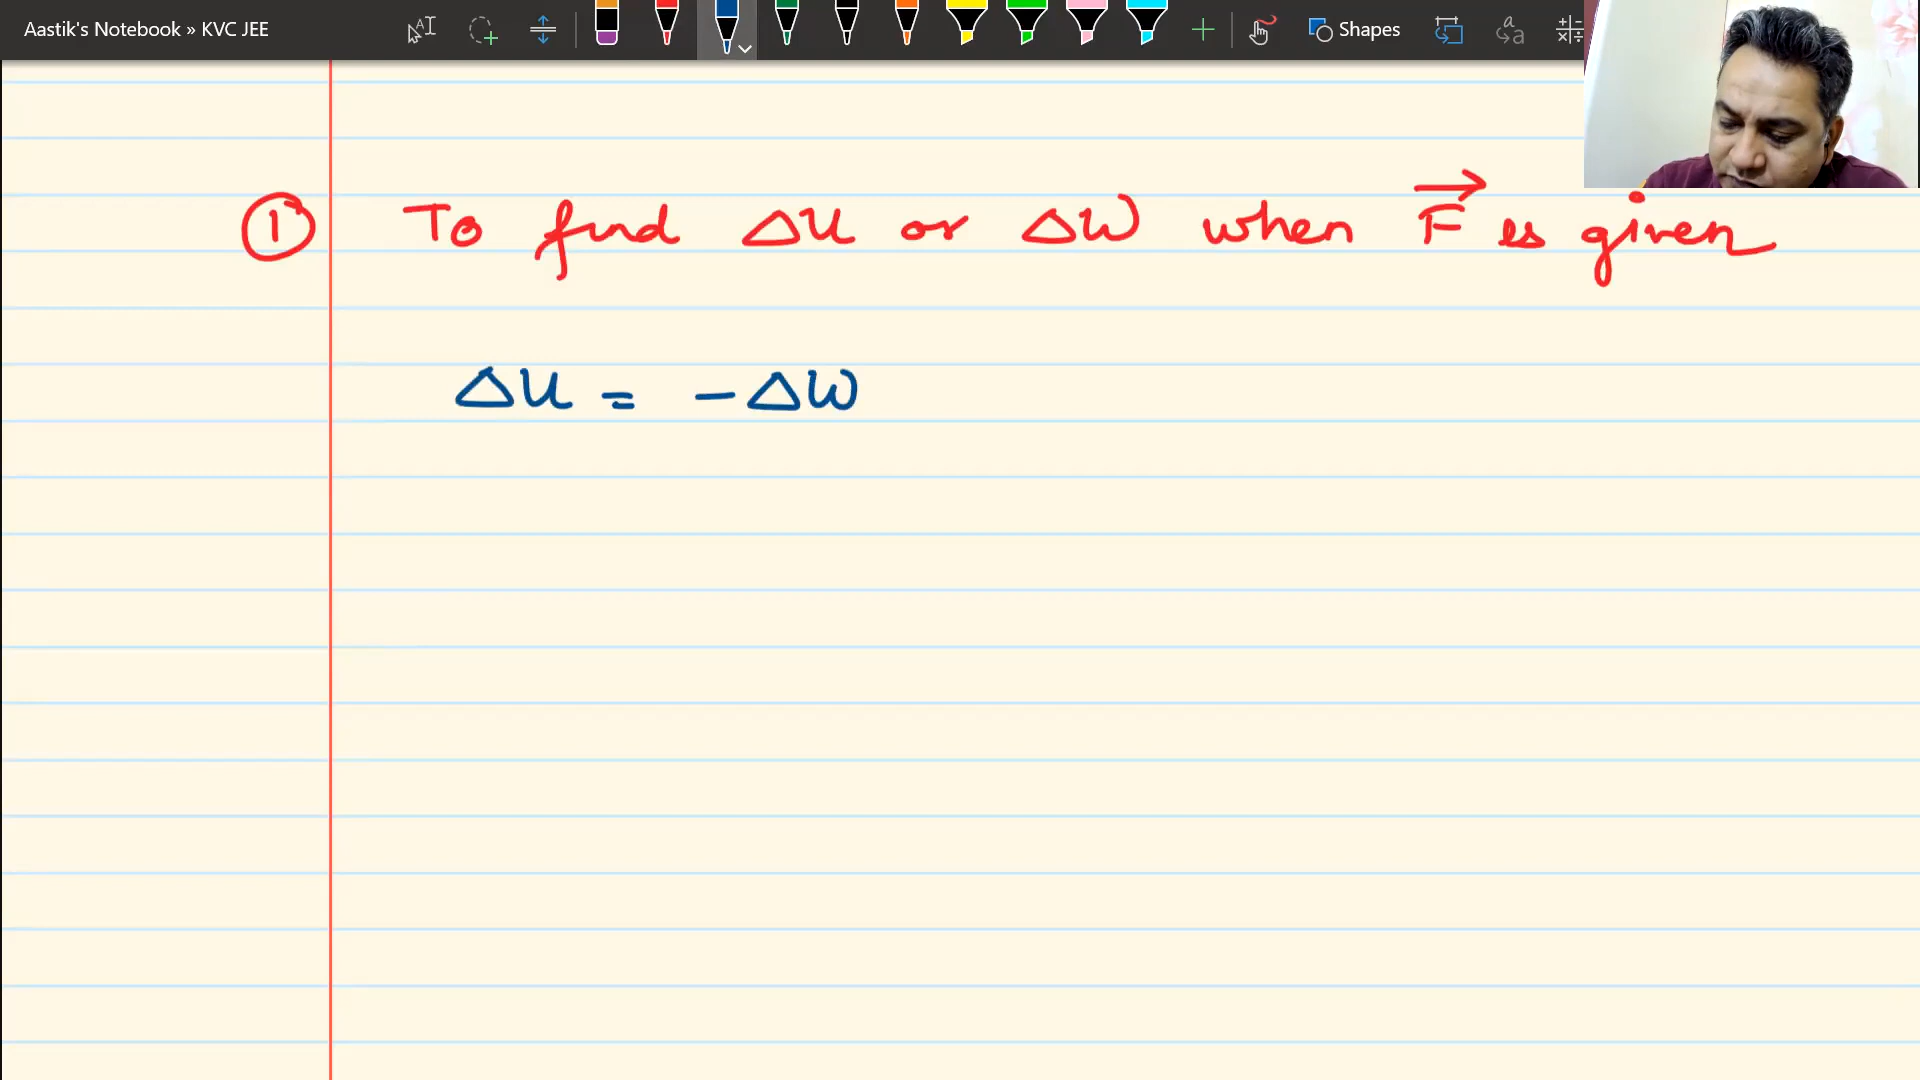 Aastik's Notebook » KVC JEE
Shapes
① To find ΔU or ΔW when F⃗ is given
ΔU = -ΔW